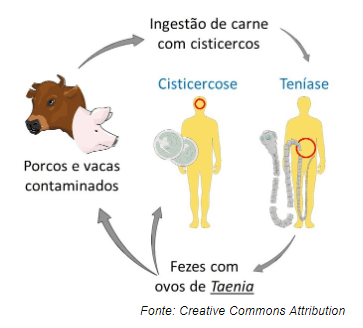 Ingestão de carne
com cisticercos
Cisticercose
Teníase
Porcos e vacas
contaminados
Fezes com
ovos de Taenia
Fonte: Creative Commons Attribution